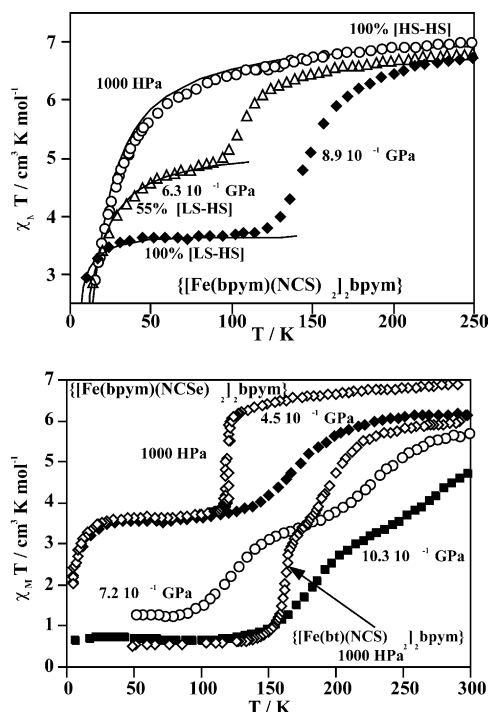 7
6
5
4
3
χM T / cm³ K mol⁻¹
100% [HS-HS]
1000 HPa
8.9 10 ⁻¹ GPa
6.3 10 ⁻¹ GPa
55% [LS-HS]
100% [LS-HS]
{[Fe(bpym)(NCS) ₂]₂bpym}
0 50 100 150 200 250
T / K
7
6
5
4
3
2
1
0
χM T / cm³ K mol⁻¹
{[Fe(bpym)(NCSe) ₂]₂bpym}
4.5 10 ⁻¹ GPa
1000 HPa
7.2 10 ⁻¹ GPa
10.3 10 ⁻¹ GPa
{[Fe(bt)(NCS) ₂]₂bpym}
1000 HPa
0 50 100 150 200 250 300
T / K